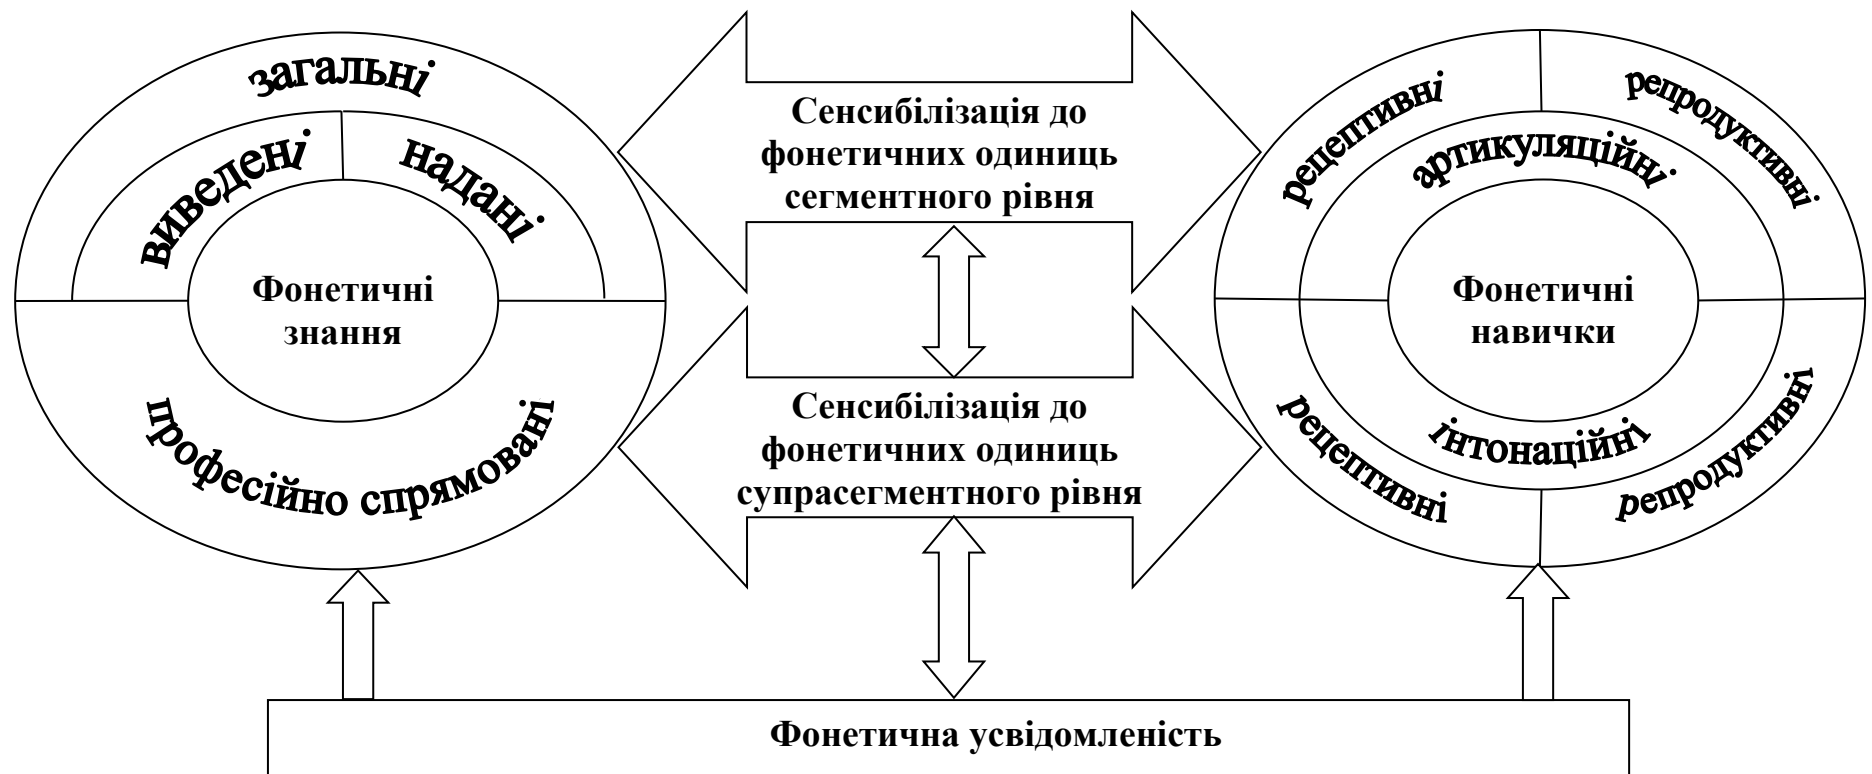 загальні
виведені
надані
Фонетичні
знання
професійно спрямовані
Сенсибілізація до
фонетичних одиниць
сегментного рівня
Сенсибілізація до
фонетичних одиниць
супрасегментного рівня
рецептивні
репродуктивні
артикуляційні
Фонетичні
навички
інтонаційні
рецептивні
репродуктивні
Фонетична усвідомленість